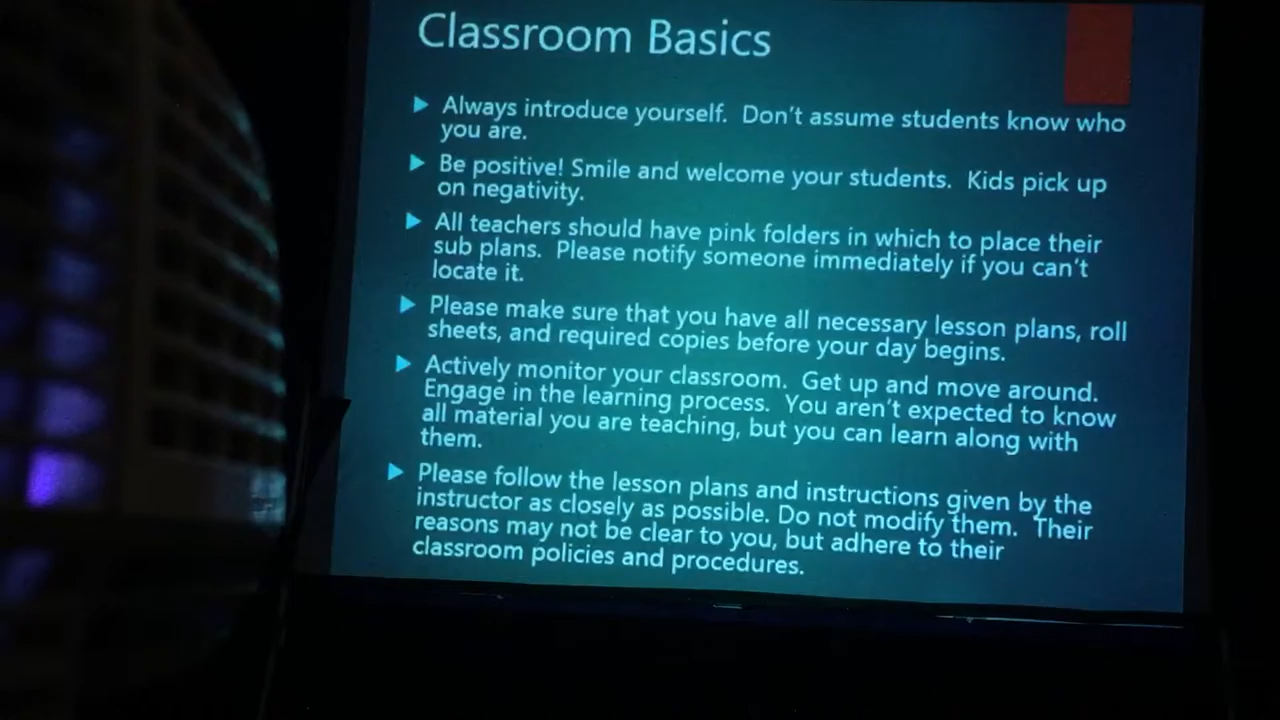 Classroom Basics
Always introduce yourself. Don't assume students know who
you are.
Be positive! Smile and welcome your students. Kids pick up
on negativity.
All teachers should have pink folders in which to place their
sub plans. Please notify someone immediately if you can't
locate it.
Please make sure that you have all necessary lesson plans, roll
sheets, and required copies before your day begins.
Actively monitor your classroom. Get up and move around.
Engage in the learning process. You aren't expected to know
all material you are teaching, but you can learn along with
them.
Please follow the lesson plans and instructions given by the
instructor as closely as possible. Do not modify them. Their
reasons may not be clear to you, but adhere to their
classroom policies and procedures.